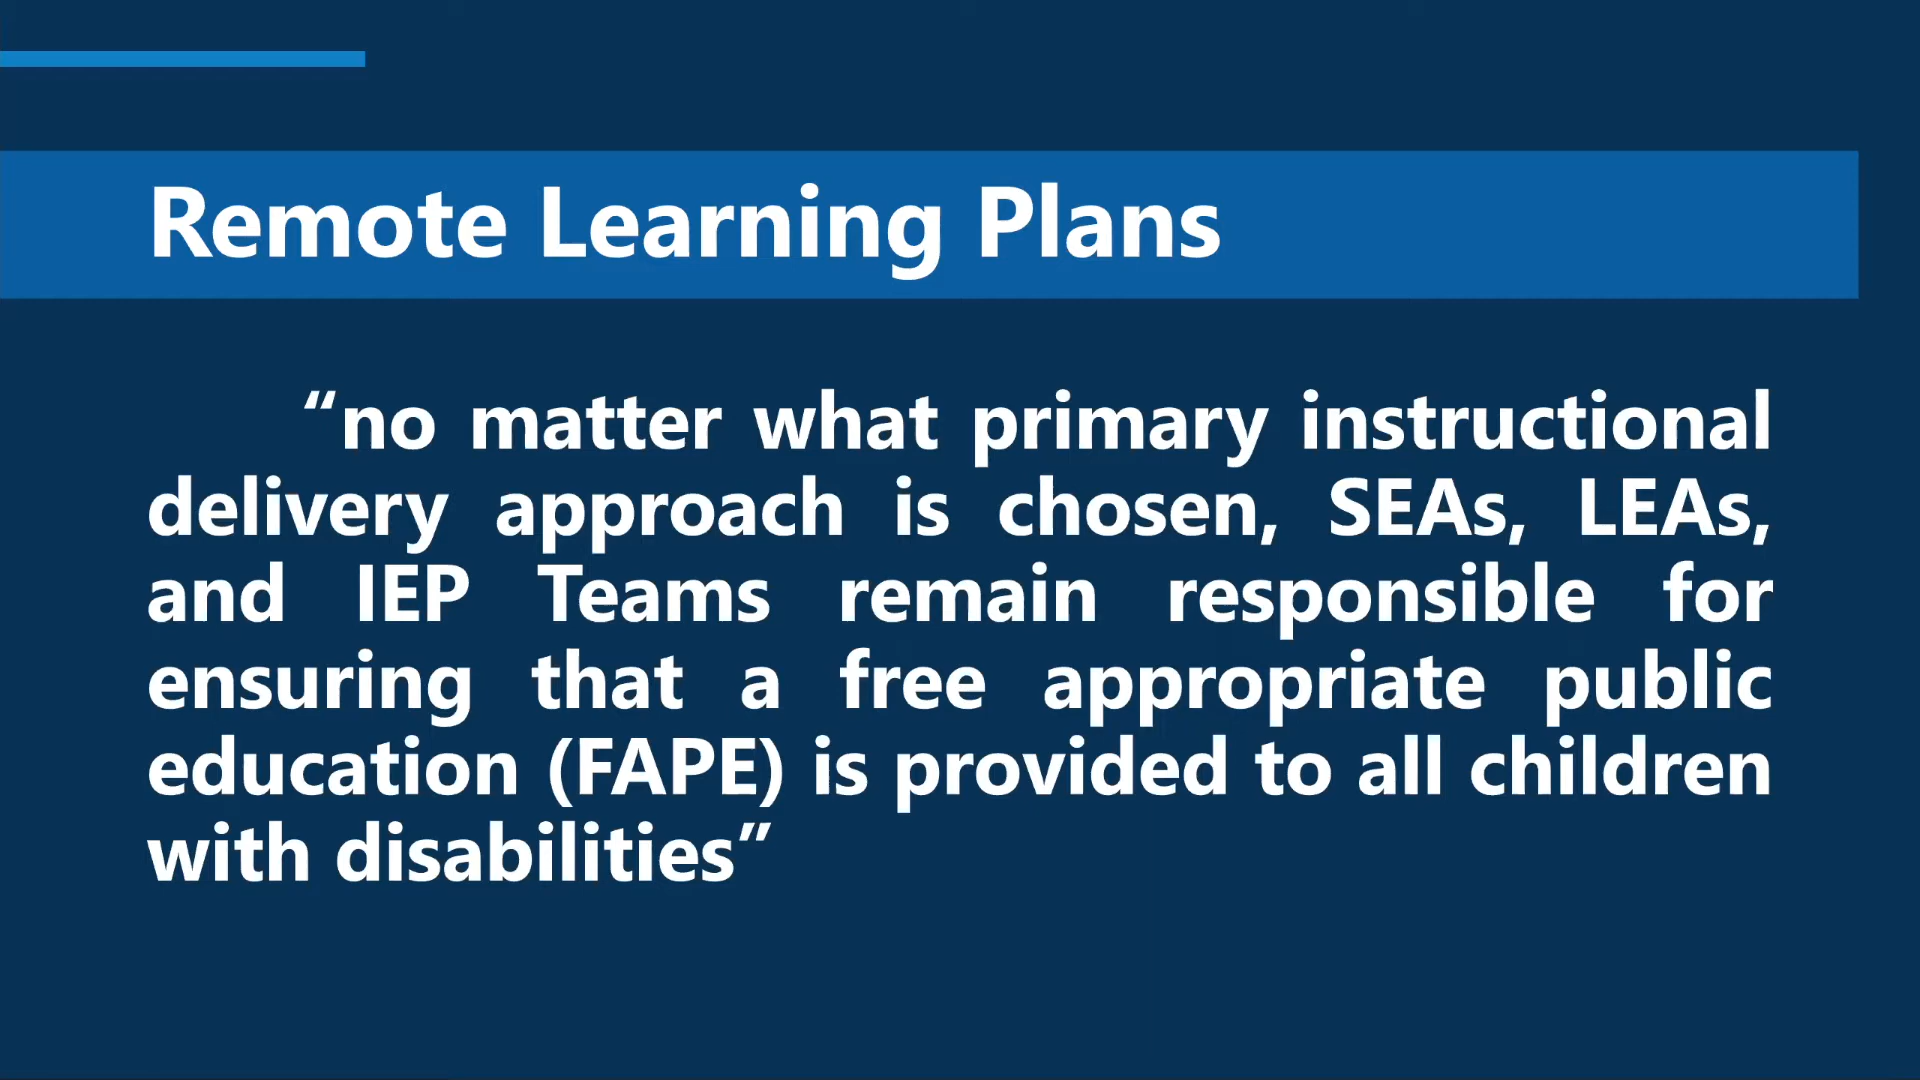 Remote Learning Plans
“no matter what primary instructional
delivery approach is chosen, SEAs, LEAs,
and IEP Teams remain responsible for
ensuring that a free appropriate public
education (FAPE) is provided to all children
with disabilities”